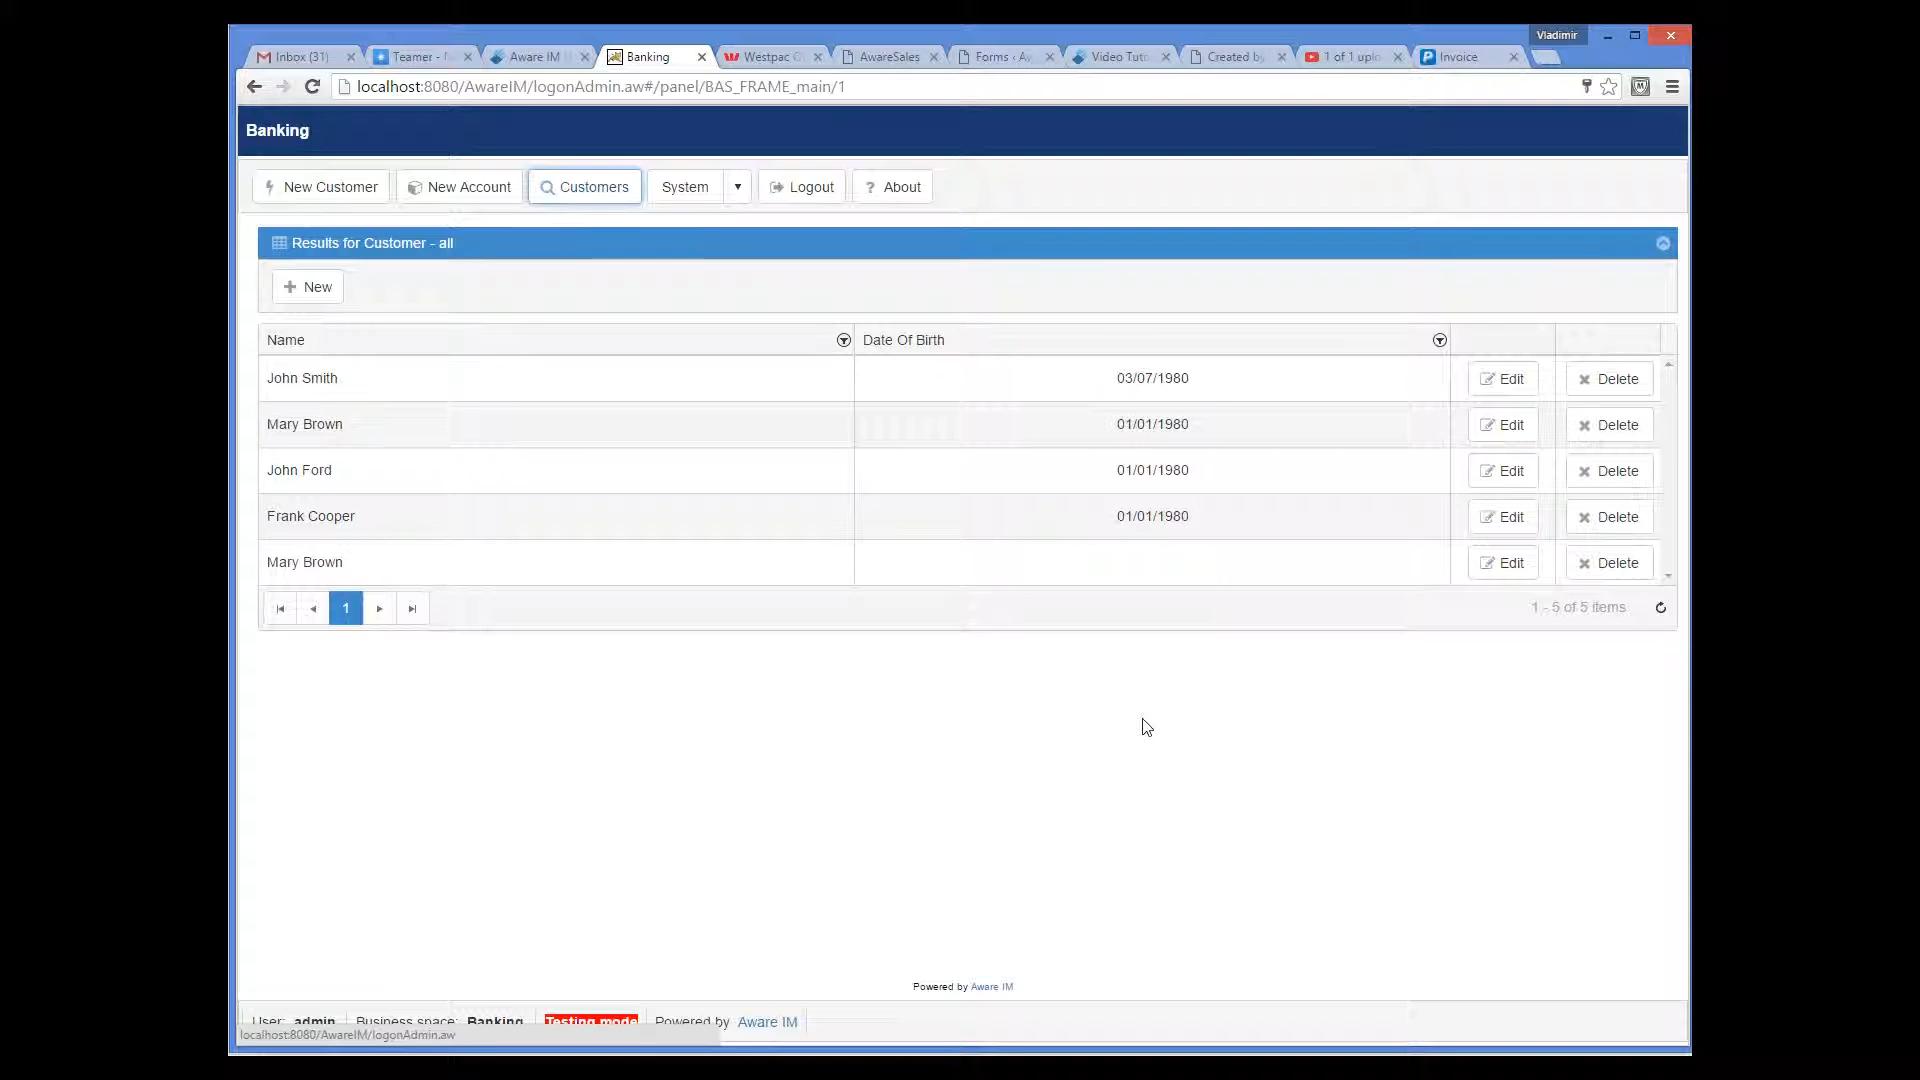 Vladimir
Inbox (31) Teamer - Aware IM Banking Westpac AwareSales Forms ‹ Aw Video Tuto Created by 1 of 1 uplo Invoice
localhost:8080/AwareIM/logonAdmin.aw#/panel/BAS_FRAME_main/1
Banking
New Customer New Account Customers System Logout ? About
Results for Customer - all
New
Name Date Of Birth
John Smith 03/07/1980 Edit Delete
Mary Brown 01/01/1980 Edit Delete
John Ford 01/01/1980 Edit Delete
Frank Cooper 01/01/1980 Edit Delete
Mary Brown Edit Delete
1 1 - 5 of 5 items
Powered by Aware IM
User: admin Business space: Banking Testing mode Powered by Aware IM
localhost:8080/AwareIM/logonAdmin.aw